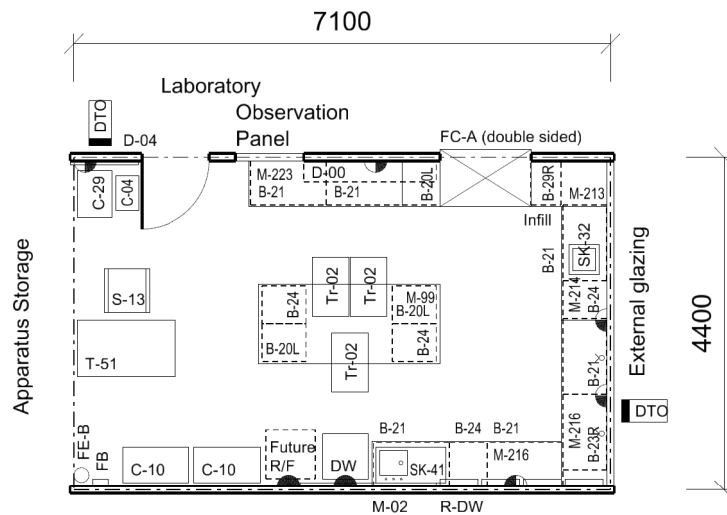 7100
Laboratory
Observation
Panel
DTO
D-04
FC-A (double sided)
M-223
D-00
B-21
B-21
B-20L
B-29R
M-213
C-29
C-04
Infill
SK-32
B-21
M-214
B-24
Apparatus Storage
External glazing
4400
S-13
T-51
Tr-02
Tr-02
B-24
M-99
B-20L
B-20L
B-24
Tr-02
B-21
DTO
B-21
B-24
B-21
M-216
B-23R
FE-B
FB
C-10
C-10
Future
R/F
DW
SK-41
M-216
M-02
R-DW